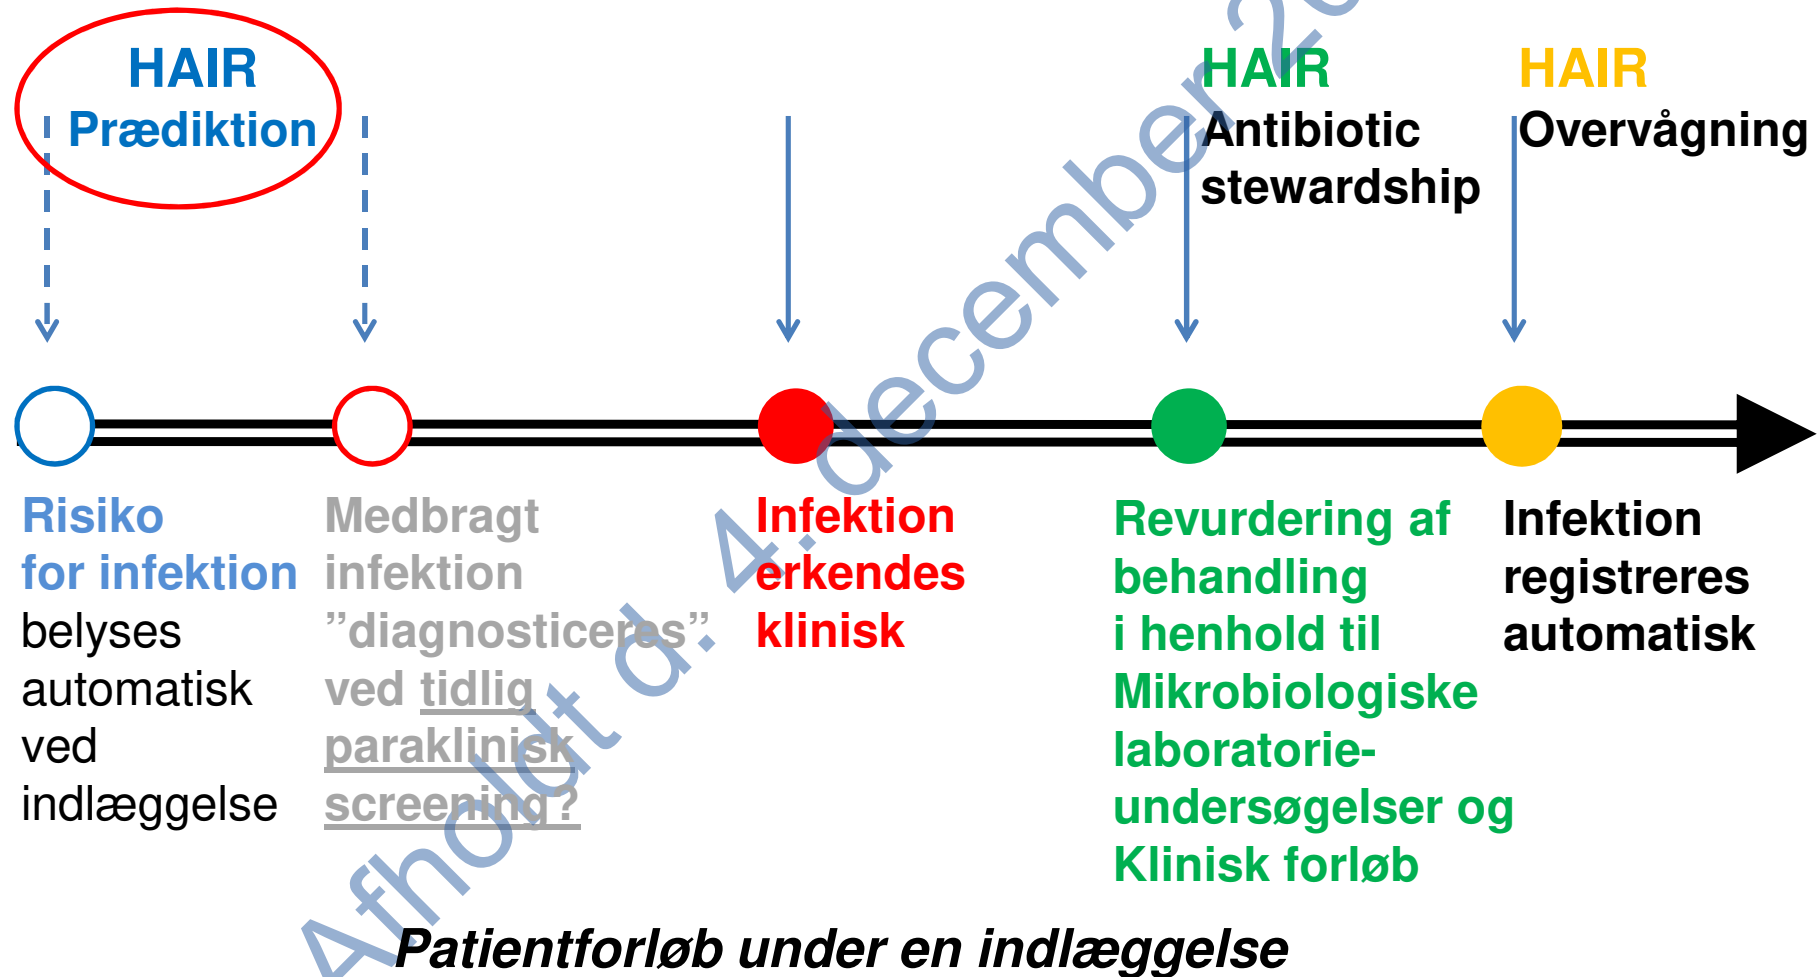 HAIR
Prædiktion
HAIR
Antibiotic
stewardship
HAIR
Overvågning
Risiko
for infektion
belyses
automatisk
ved
indlæggelse
Medbragt
infektion
”diagnosticeres”
ved tidlig
paraklinisk
screening?
Infektion
erkendes
klinisk
Revurdering af
behandling
i henhold til
Mikrobiologiske
laboratorie-
undersøgelser og
Klinisk forløb
Infektion
registreres
automatisk
Patientforløb under en indlæggelse
Afholdt d. 4. december